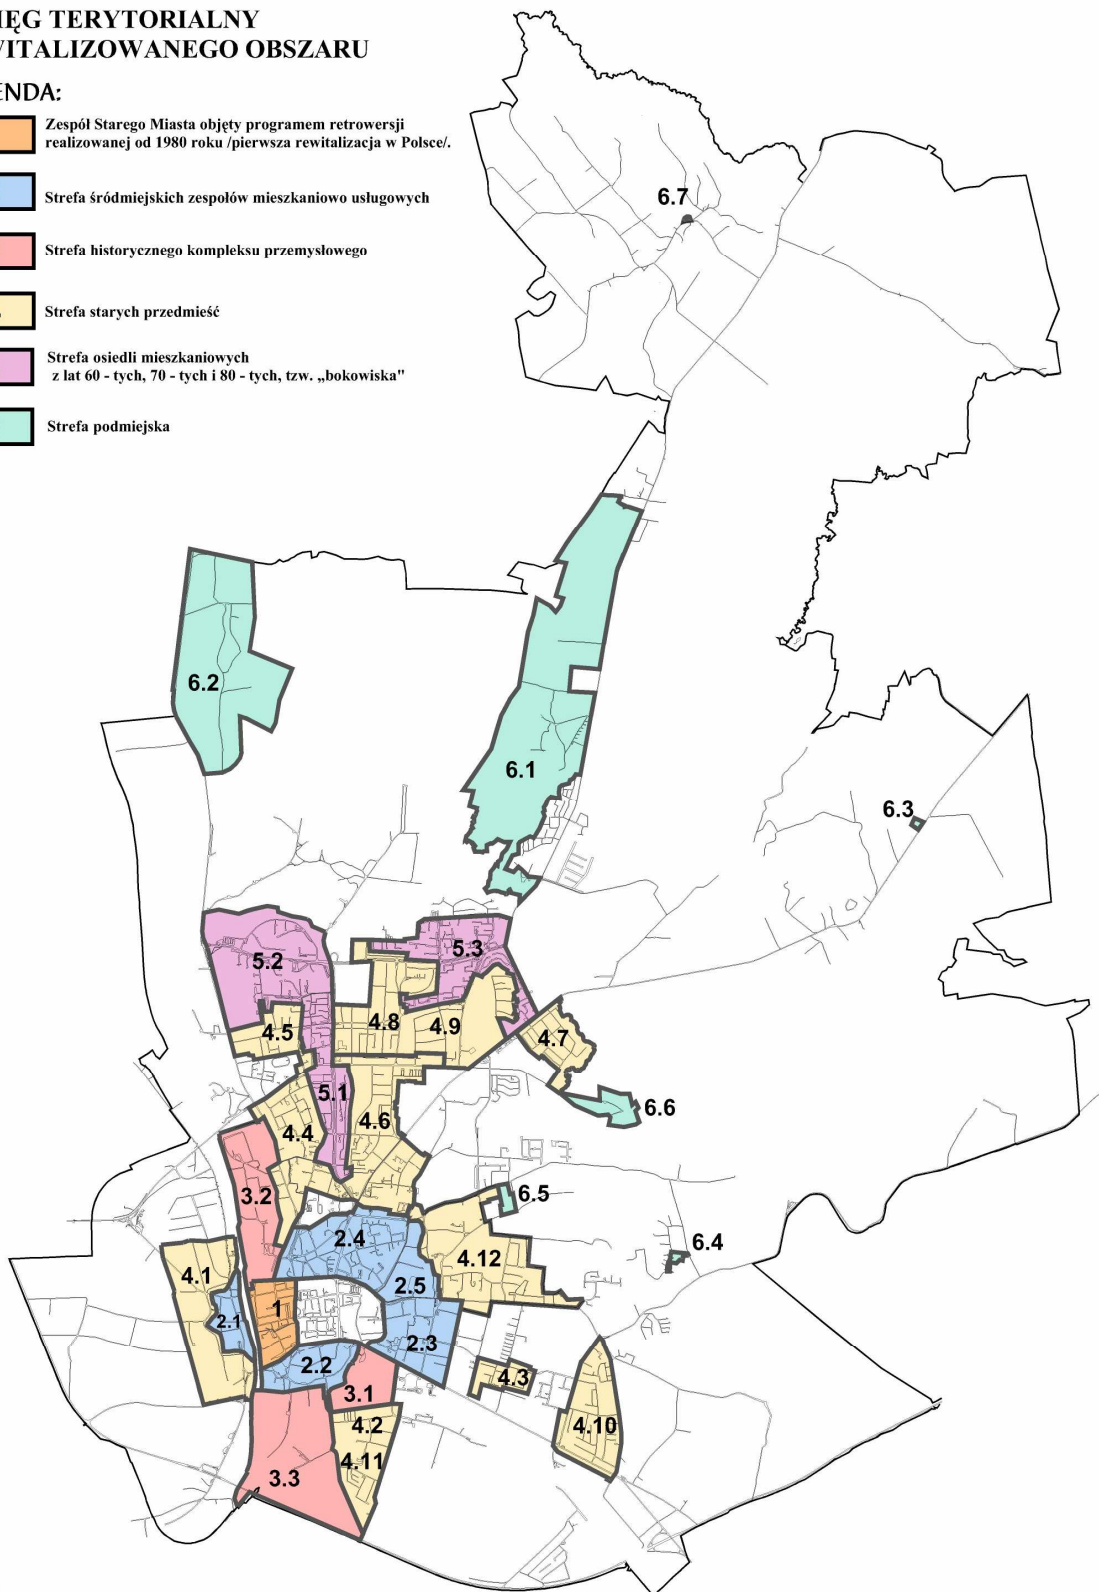 IĘG TERYTORIALNY
VITALIZOWANEGO OBSZARU
ENDA:
Zespół Starego Miasta objęty programem retrowersji
realizowanej od 1980 roku /pierwsza rewitalizacja w Polsce/.
Strefa śródmiejskich zespołów mieszkaniowo usługowych
Strefa historycznego kompleksu przemysłowego
Strefa starych przedmieść
Strefa osiedli mieszkaniowych
z lat 60 - tych, 70 - tych i 80 - tych, tzw. „bokowiska"
Strefa podmiejska
6.7
6.2
6.1
6.3
5.2
5.3
4.5
4.8
4.9
4.7
5.1
4.6
6.6
4.4
3.2
6.5
2.4
6.4
4.12
4.1
2.5
1
2.1
2.3
2.2
4.3
3.1
4.2
4.10
4.11
3.3